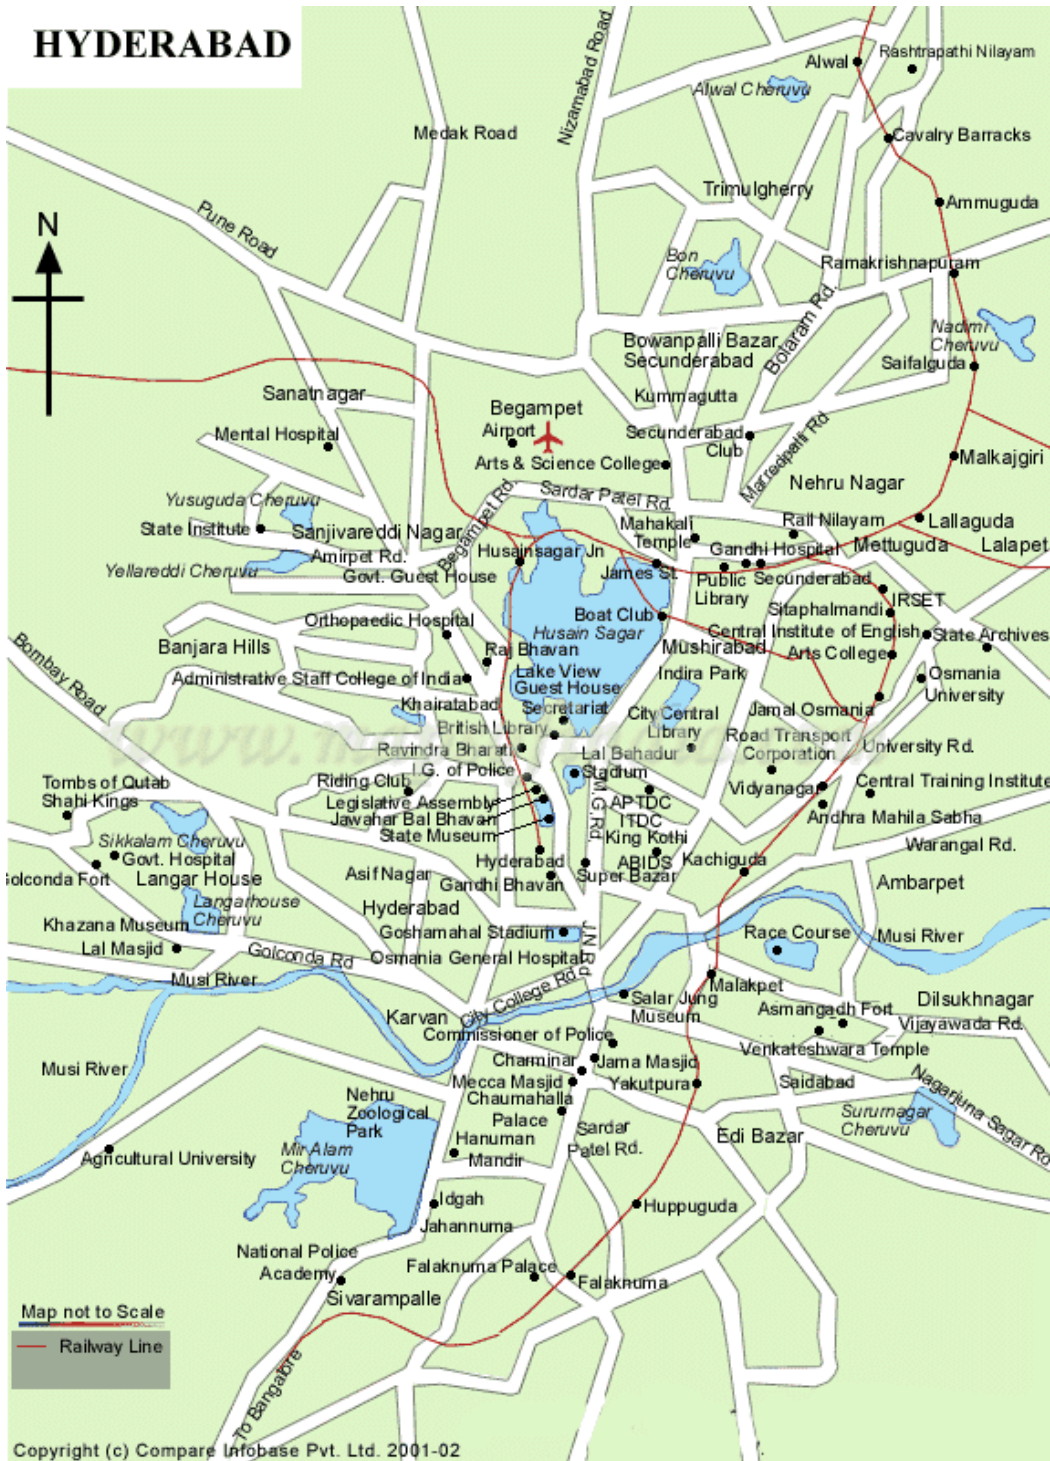 HYDERABAD
Nizamabad Road
Alwal
Rashtrapathi Nilayam
Alwal Cheruvu
Medak Road
Cavalry Barracks
Trimulgherry
Ammuguda
Pune Road
N
Bon
Cheruvu
Ramakrishnapuram
Bolaram Rd.
Nadimi
Cheruvu
Bowanpalli Bazar
Secunderabad
Saifalguda
Sanatnagar
Kummagutta
Begampet
Airport
Mental Hospital
Secunderabad
Club
Marredpalli Rd
Arts & Science College
Malkajgiri
Nehru Nagar
Yusuguda Cheruvu
Begampet Rd.
Sardar Patel Rd.
State Institute
Sanjivareddi Nagar
Mahakali
Temple
Rail Nilayam
Lallaguda
Amirpet Rd.
Husainsagar Jn
Gandhi Hospital
Mettuguda
Lalapet
Yellareddi Cheruvu
Govt. Guest House
James St.
Public
Library
Secunderabad
IRSET
Orthopaedic Hospital
Boat Club
Sitaphalmandi
Husain Sagar
Central Institute of English
State Archives
Banjara Hills
Raj Bhavan
Mushirabad
Arts College
Bombay Road
Administrative Staff College of India
Lake View
Guest House
Indira Park
Osmania
University
Khairatabad
Secretariat
City Central
Library
Jamal Osmania
British Library
Ravindra Bharati
Lal Bahadur
Stadium
Road Transport
Corporation
University Rd.
I.G. of Police
Tombs of Qutab
Shahi Kings
Riding Club
Vidyanagar
Central Training Institute
Legislative Assembly
M.G.Rd.
APTDC
ITDC
Jawahar Bal Bhavan
Andhra Mahila Sabha
State Museum
King Kothi
Sikkalam Cheruvu
Warangal Rd.
Govt. Hospital
Hyderabad
ABIDS
Kachiguda
Golconda Fort
Langar House
Asif Nagar
Gandhi Bhavan
Super Bazar
Ambarpet
Langarhouse
Cheruvu
Hyderabad
Khazana Museum
Goshamahal Stadium
J.N.Rd
Race Course
Musi River
Lal Masjid
Golconda Rd
Osmania General Hospital
Musi River
City College Rd.
Malakpet
Salar Jung
Museum
Asmangadh Fort
Dilsukhnagar
Karvan
Vijayawada Rd.
Commissioner of Police
Venkateshwara Temple
Musi River
Charminar
Jama Masjid
Mecca Masjid
Yakutpura
Saidabad
Nagarjuna Sagar Rd
Nehru
Zoological
Park
Chaumahalla
Palace
Sururnagar
Cheruvu
Sardar
Patel Rd.
Edi Bazar
Hanuman
Mandir
Mir Alam
Cheruvu
Agricultural University
Idgah
Huppuguda
Jahannuma
National Police
Academy
Falaknuma Palace
Falaknuma
Sivarampalle
Map not to Scale
Railway Line
To Bangalore
Copyright (c) Compare Infobase Pvt. Ltd. 2001-02